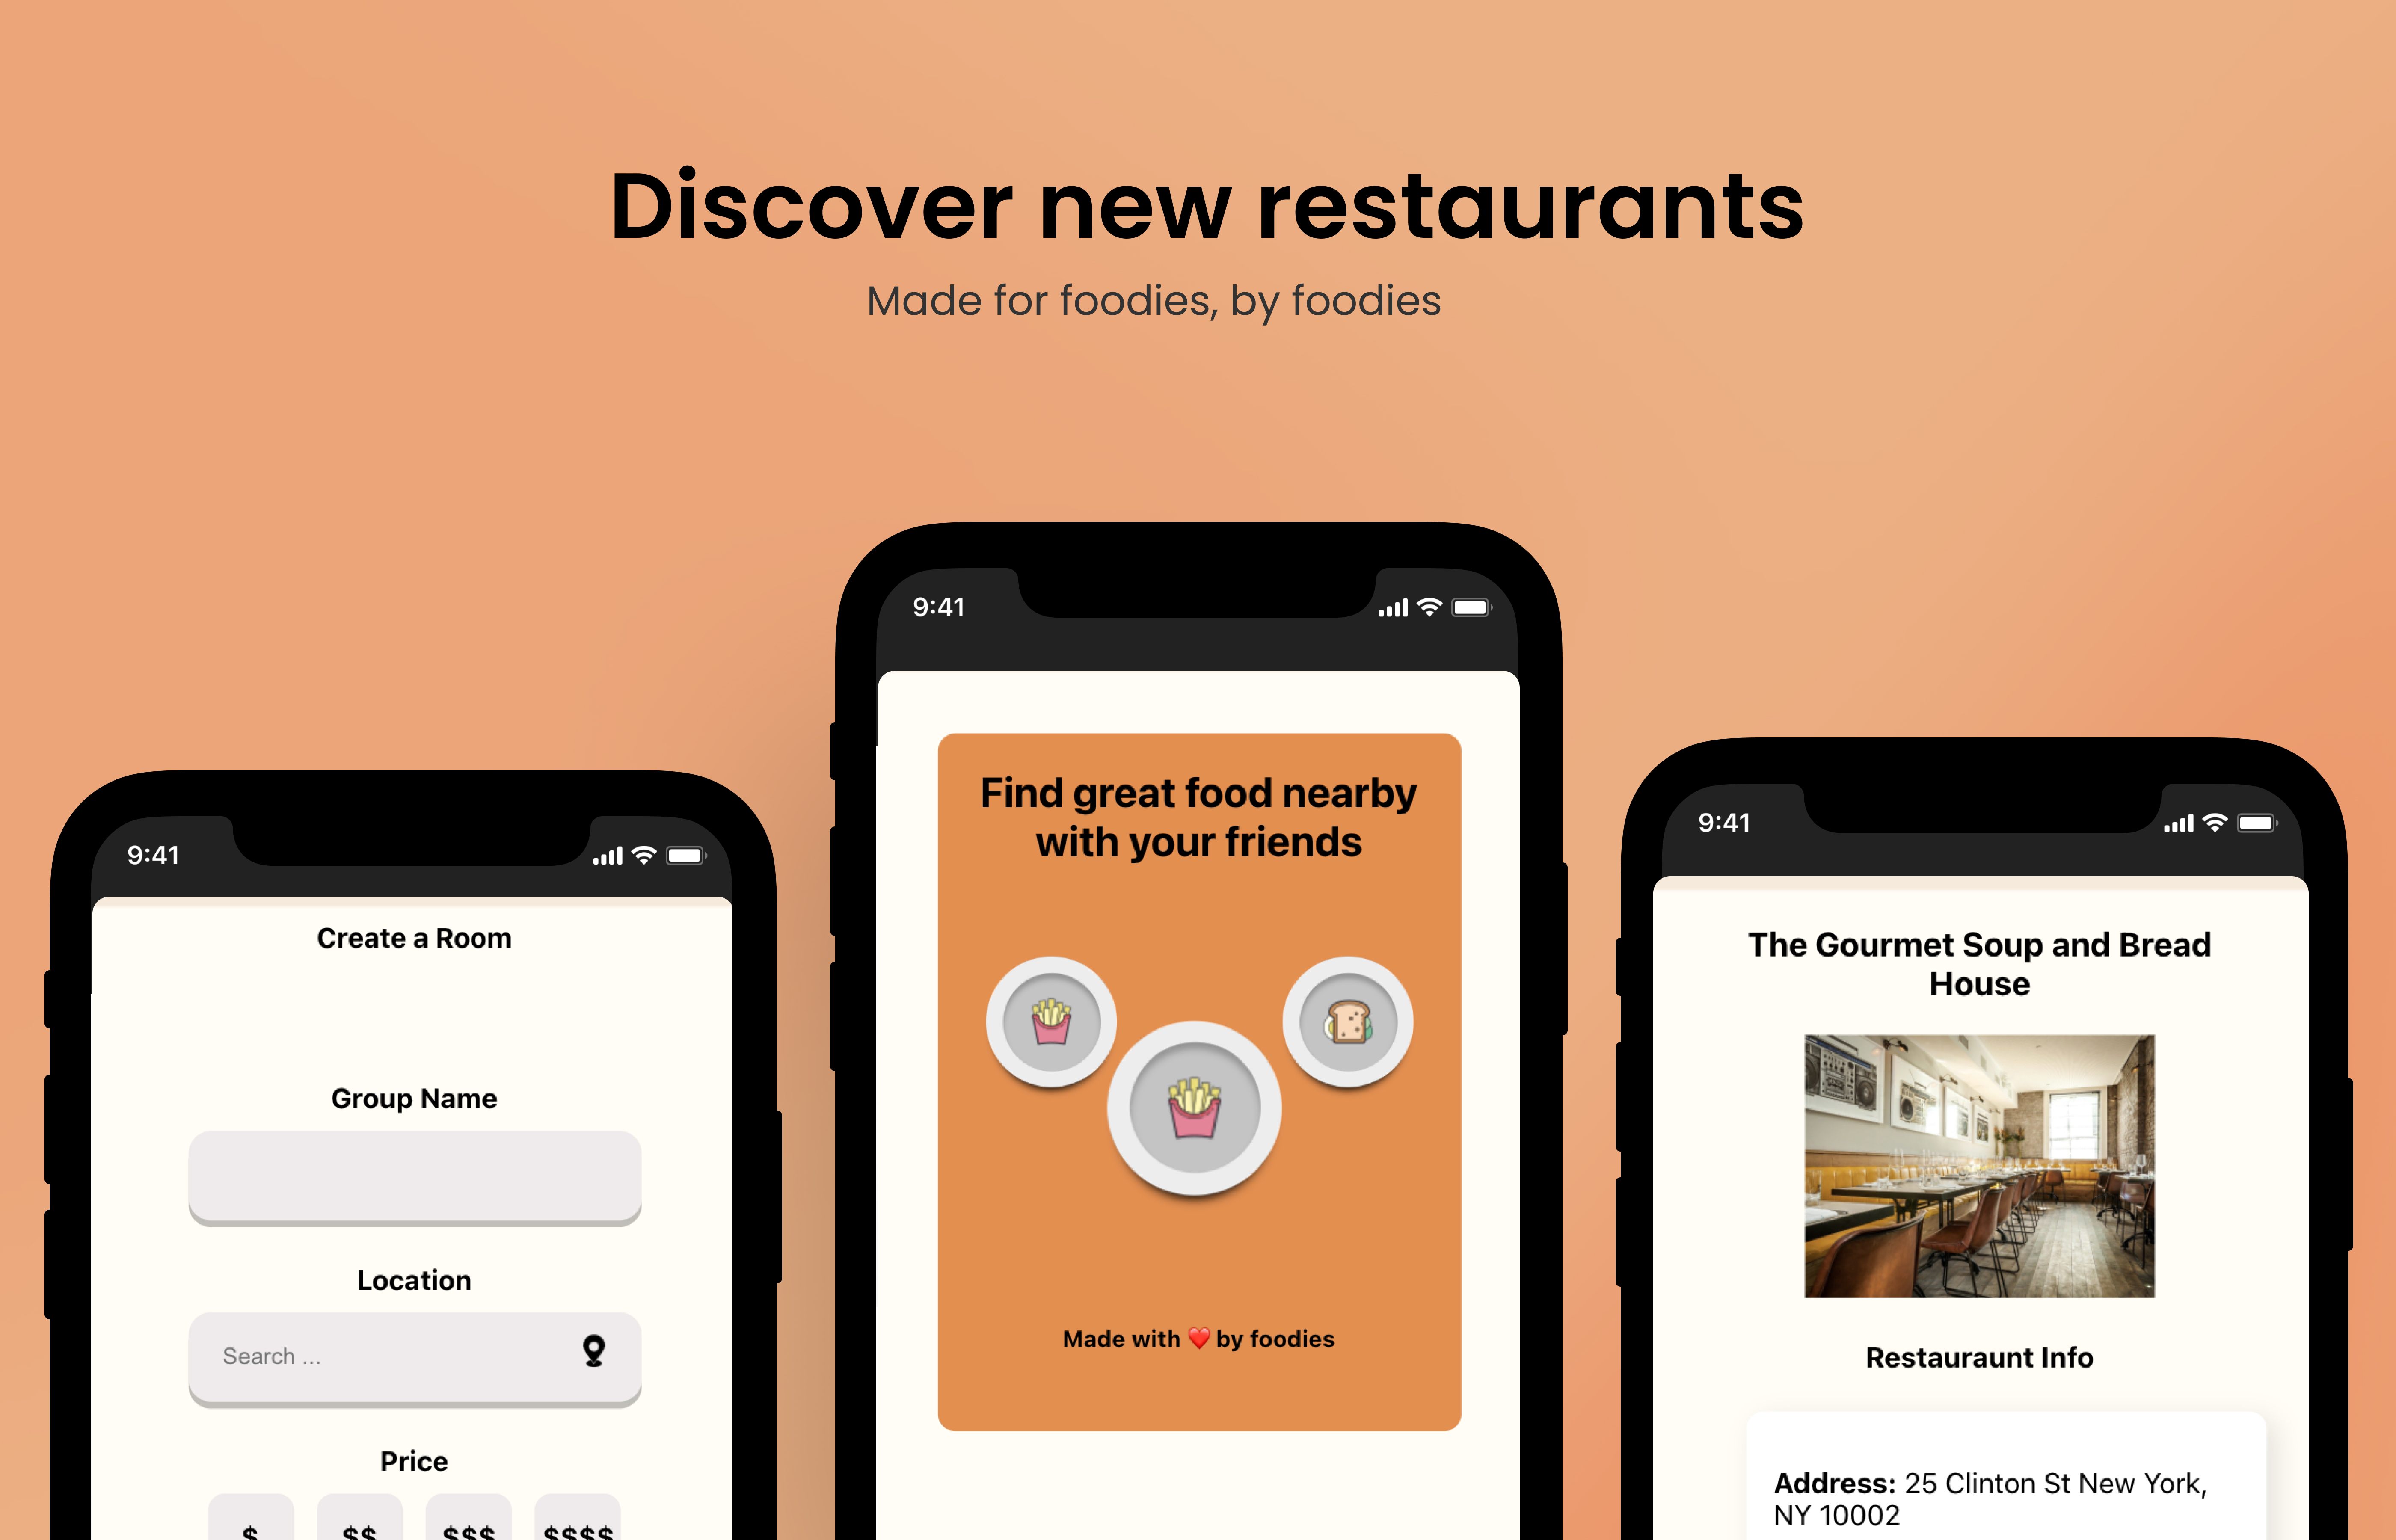 Discover new restaurants
Made for foodies, by foodies
9:41
Create a Room
Group Name
Location
Search ...
Price
$ $$ $$$ $$$$
9:41
Find great food nearby
with your friends
Made with ❤️ by foodies
9:41
The Gourmet Soup and Bread
House
Restauraunt Info
Address: 25 Clinton St New York,
NY 10002